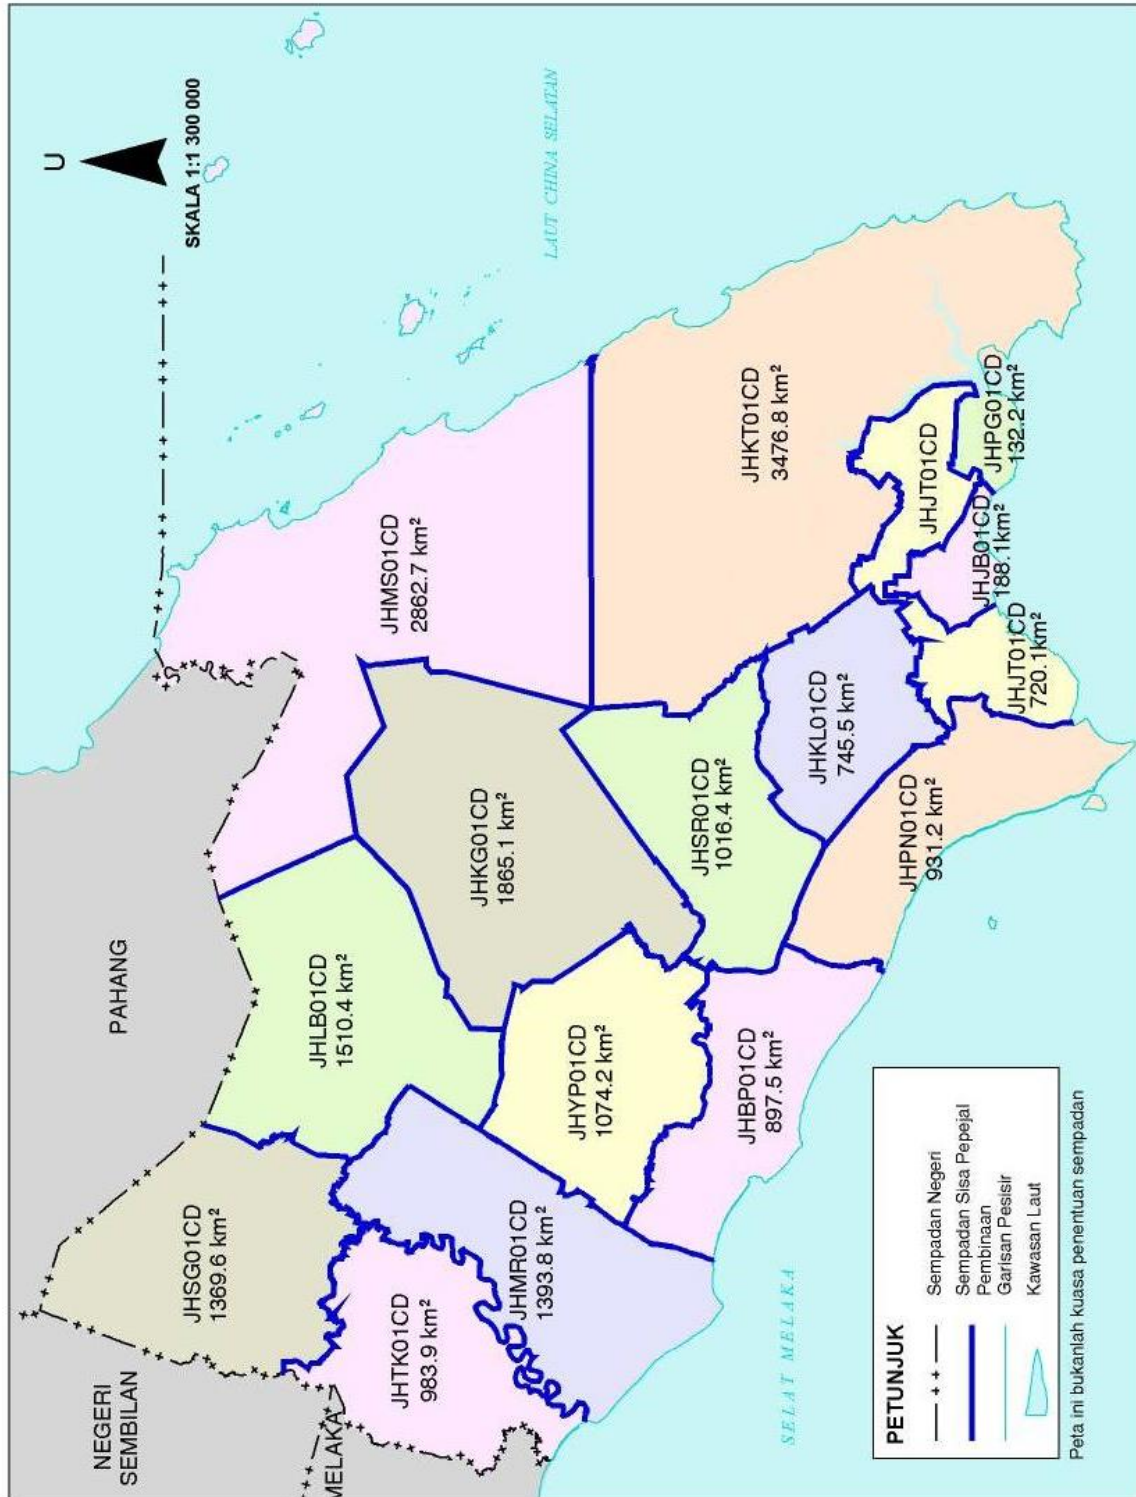 U
SKALA 1:1 300 000
LAUT CHINA SELATAN
PAHANG
NEGERI
SEMBILAN
MELAKA
JHSG01CD
1369.6 km²
JHLB01CD
1510.4 km²
JHMS01CD
2862.7 km²
JHTK01CD
983.9 km²
JHMR01CD
1393.8 km²
JHKG01CD
1865.1 km²
JHYP01CD
1074.2 km²
JHBP01CD
897.5 km²
JHSR01CD
1016.4 km²
JHKL01CD
745.5 km²
JHKT01CD
3476.8 km²
JHPN01CD
931.2 km²
JHJT01CD
JHJT01CD
720.1km²
JHJB01CD
188.1km²
JHPG01CD
132.2 km²
SELAT MELAKA
PETUNJUK
Sempadan Negeri
Sempadan Sisa Pepejal
Pembinaan
Garisan Pesisir
Kawasan Laut
Peta ini bukanlah kuasa penentuan sempadan